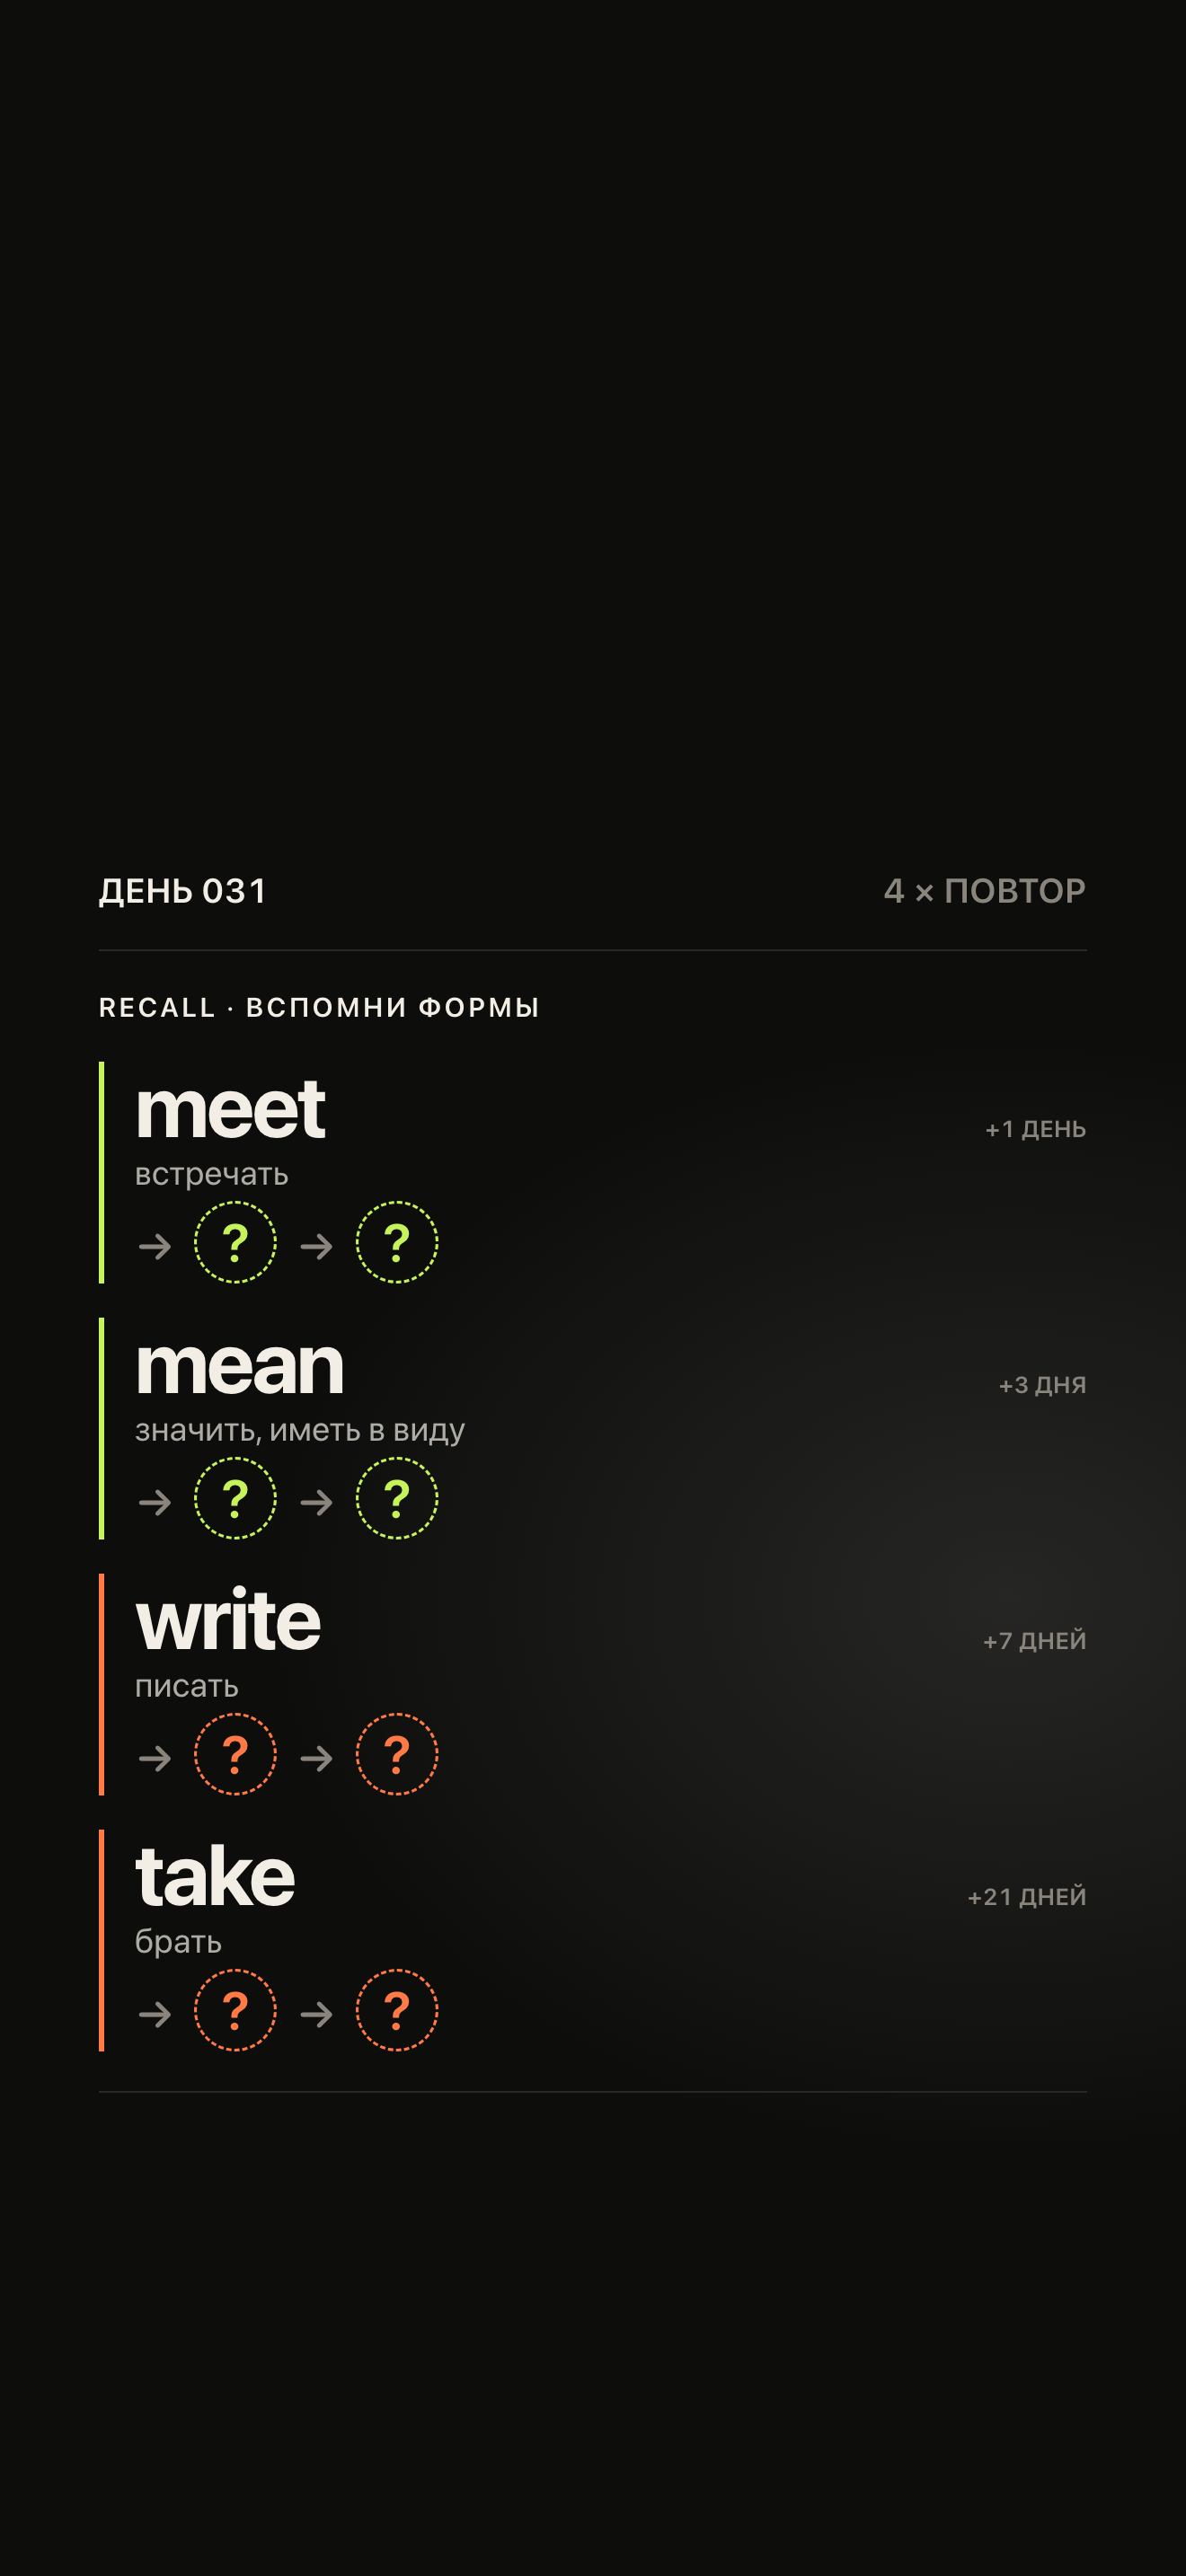 ДЕНЬ 031
4 × ПОВТОР
RECALL · ВСПОМНИ ФОРМЫ
meet
+1 ДЕНЬ
встречать
→ ? → ?
mean
+3 ДНЯ
значить, иметь в виду
→ ? → ?
write
+7 ДНЕЙ
писать
→ ? → ?
take
+21 ДНЕЙ
брать
→ ? → ?